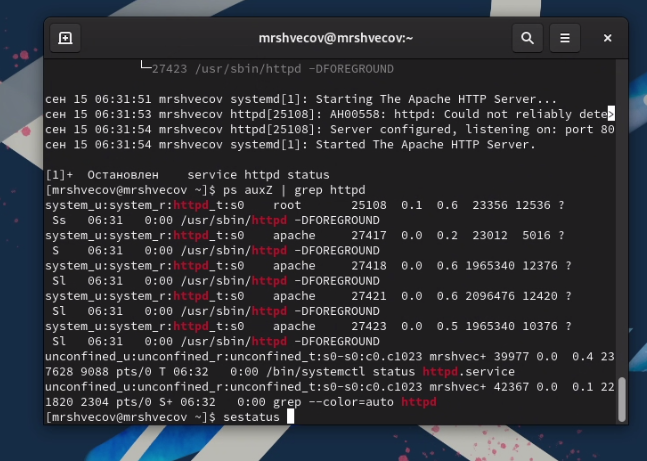 mrshvecov@mrshvecov:~
└─27423 /usr/sbin/httpd -DFOREGROUND
сен 15 06:31:51 mrshvecov systemd[1]: Starting The Apache HTTP Server...
сен 15 06:31:53 mrshvecov httpd[25108]: AH00558: httpd: Could not reliably dete>
сен 15 06:31:54 mrshvecov httpd[25108]: Server configured, listening on: port 80
сен 15 06:31:54 mrshvecov systemd[1]: Started The Apache HTTP Server.
[1]+  Остановлен    service httpd status
[mrshvecov@mrshvecov ~]$ ps auxZ | grep httpd
system_u:system_r:httpd_t:s0    root       25108  0.1  0.6  23356 12536 ?
 Ss   06:31   0:00 /usr/sbin/httpd -DFOREGROUND
system_u:system_r:httpd_t:s0    apache     27417  0.0  0.2  23012  5016 ?
 S    06:31   0:00 /usr/sbin/httpd -DFOREGROUND
system_u:system_r:httpd_t:s0    apache     27418  0.0  0.6 1965340 12376 ?
 Sl   06:31   0:00 /usr/sbin/httpd -DFOREGROUND
system_u:system_r:httpd_t:s0    apache     27421  0.0  0.6 2096476 12420 ?
 Sl   06:31   0:00 /usr/sbin/httpd -DFOREGROUND
system_u:system_r:httpd_t:s0    apache     27423  0.0  0.5 1965340 10376 ?
 Sl   06:31   0:00 /usr/sbin/httpd -DFOREGROUND
unconfined_u:unconfined_r:unconfined_t:s0-s0:c0.c1023 mrshvec+ 39977 0.0  0.4 23
7628 9088 pts/0 T 06:32   0:00 /bin/systemctl status httpd.service
unconfined_u:unconfined_r:unconfined_t:s0-s0:c0.c1023 mrshvec+ 42367 0.0  0.1 22
1820 2304 pts/0 S+ 06:32   0:00 grep --color=auto httpd
[mrshvecov@mrshvecov ~]$ sestatus